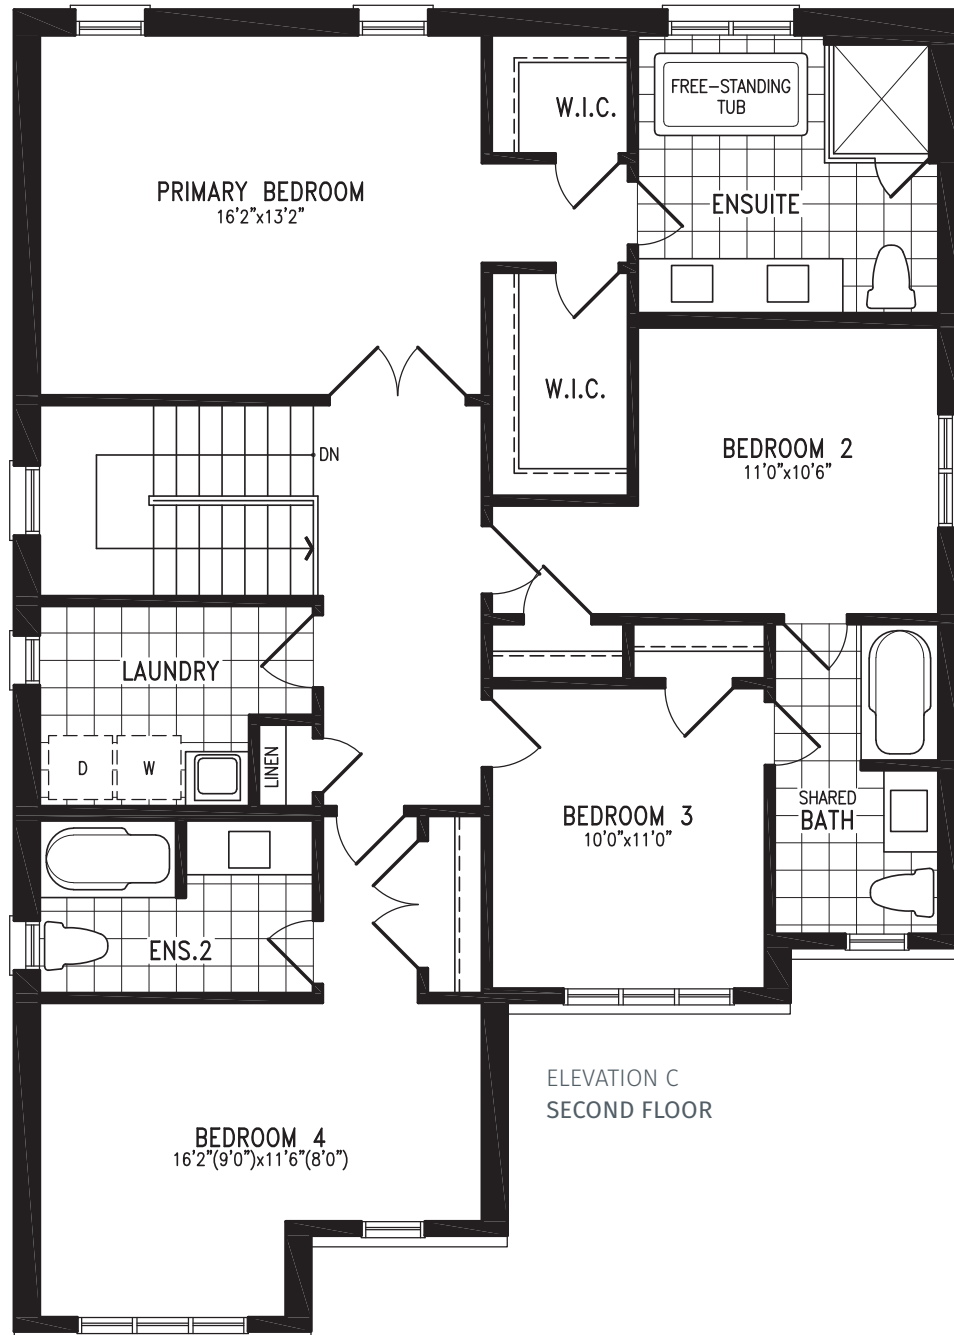 W.I.C.
FREE-STANDING
TUB
PRIMARY BEDROOM
16'2"x13'2"
ENSUITE
W.I.C.
BEDROOM 2
11'0"x10'6"
DN
LAUNDRY
D
W
LINEN
BEDROOM 3
10'0"x11'0"
SHARED
BATH
ENS.2
ELEVATION C
SECOND FLOOR
BEDROOM 4
16'2"(9'0")x11'6"(8'0")